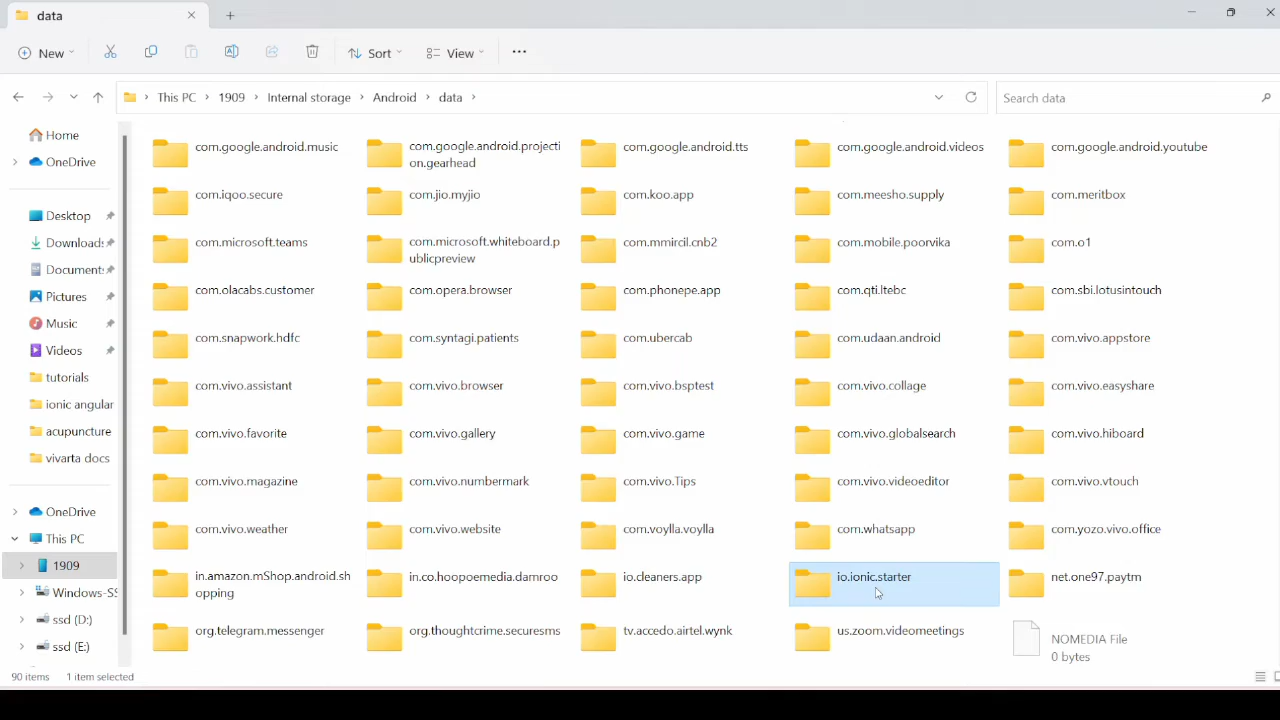 data
New
Sort
View
This PC
1909
Internal storage
Android
data
Search data
Home
OneDrive
Desktop
Download:
Document:
Pictures
Music
Videos
tutorials
ionic angular
acupuncture
vivarta docs
OneDrive
This PC
1909
Windows-SS
ssd (D:)
ssd (E:)
com.google.android.music
com.google.android.projecti
on.gearhead
com.google.android.tts
com.google.android.videos
com.google.android.youtube
com.iqoo.secure
com.jio.myjio
com.koo.app
com.meesho.supply
com.meritbox
com.microsoft.teams
com.microsoft.whiteboard.p
ublicpreview
com.mmircil.cnb2
com.mobile.poorvika
com.o1
com.olacabs.customer
com.opera.browser
com.phonepe.app
com.qti.ltebc
com.sbi.lotusintouch
com.snapwork.hdfc
com.syntagi.patients
com.ubercab
com.udaan.android
com.vivo.appstore
com.vivo.assistant
com.vivo.browser
com.vivo.bsptest
com.vivo.collage
com.vivo.easyshare
com.vivo.favorite
com.vivo.gallery
com.vivo.game
com.vivo.globalsearch
com.vivo.hiboard
com.vivo.magazine
com.vivo.numbermark
com.vivo.Tips
com.vivo.videoeditor
com.vivo.vtouch
com.vivo.weather
com.vivo.website
com.voylla.voylla
com.whatsapp
com.yozo.vivo.office
in.amazon.mShop.android.sh
opping
in.co.hoopoemedia.damroo
io.cleaners.app
io.ionic.starter
net.one97.paytm
org.telegram.messenger
org.thoughtcrime.securesms
tv.accedo.airtel.wynk
us.zoom.videomeetings
NOMEDIA File
0 bytes
90 items
1 item selected